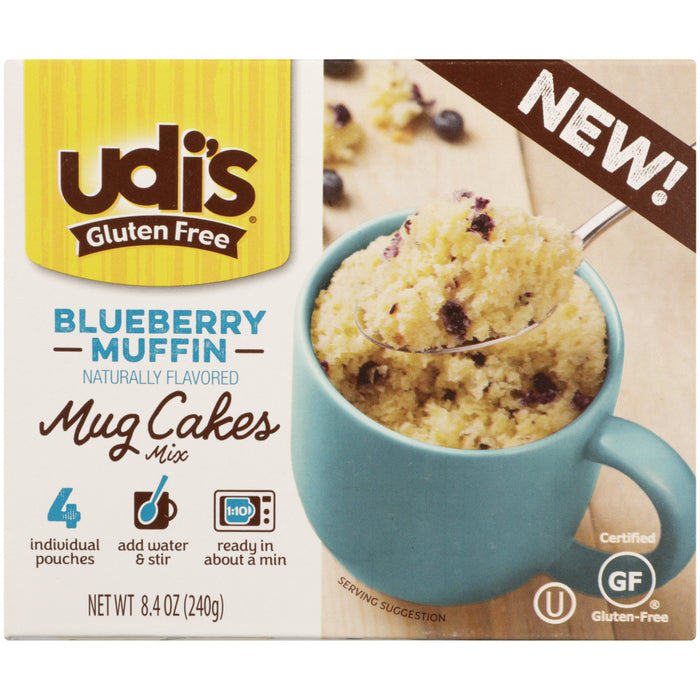 udi's®
Gluten Free
NEW!
BLUEBERRY
MUFFIN
NATURALLY FLAVORED
Mug Cakes
Mix
4
individual
pouches
add water
& stir
1:10
ready in
about a min
NET WT 8.4 OZ (240g)
SERVING SUGGESTION
U
Certified
GF
®
Gluten-Free